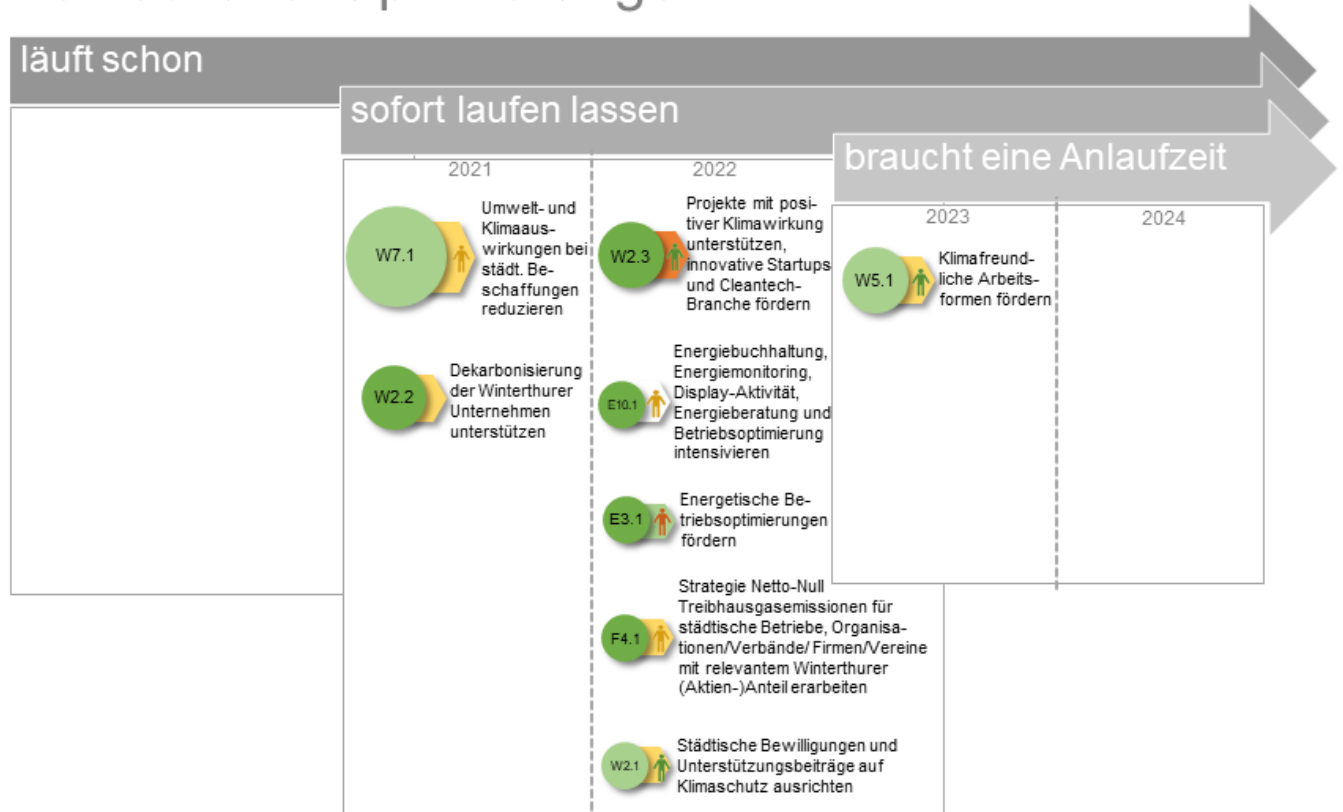 läuft schon
sofort laufen lassen
braucht eine Anlaufzeit
2021
2022
2023
2024
W7.1
Umwelt- und
Klimaaus-
wirkungen bei
städt. Be-
schaffungen
reduzieren
W2.2
Dekarbonisierung
der Winterthurer
Unternehmen
unterstützen
W2.3
Projekte mit posi-
tiver Klimawirkung
unterstützen,
innovative Startups
und Cleantech-
Branche fördern
E10.1
Energiebuchhaltung,
Energiemonitoring,
Display-Aktivität,
Energieberatung und
Betriebsoptimierung
intensivieren
E3.1
Energetische Be-
triebsoptimierungen
fördern
F4.1
Strategie Netto-Null
Treibhausgasemissionen für
städtische Betriebe, Organisa-
tionen/Verbände/Firmen/Vereine
mit relevantem Winterthurer
(Aktien-)Anteil erarbeiten
W2.1
Städtische Bewilligungen und
Unterstützungsbeiträge auf
Klimaschutz ausrichten
W5.1
Klimafreund-
liche Arbeits-
formen fördern